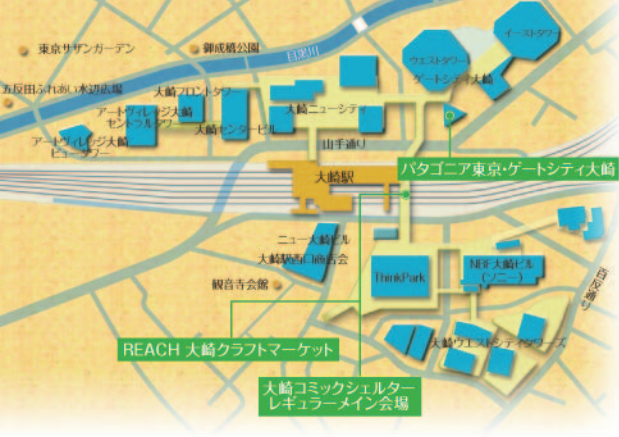 東京サザンガーデン
御成橋公園
目黒川
イーストタワー
ウエストタワー
ゲートシティ大崎
五反田ふれあい水辺広場
大崎フロントタワー
アートヴィレッジ大崎
セントラルタワー
大崎ニューシティ
大崎センタービル
アートヴィレッジ大崎
ビュータワー
山手通り
パタゴニア東京・ゲートシティ大崎
大崎駅
ニュー大崎ビル
大崎駅西口商店会
観音寺会館
ThinkPark
NBF大崎ビル
(ソニー)
百反通り
大崎ウエストシティタワーズ
REACH 大崎クラフトマーケット
大崎コミックシェルター
レギュラーメイン会場